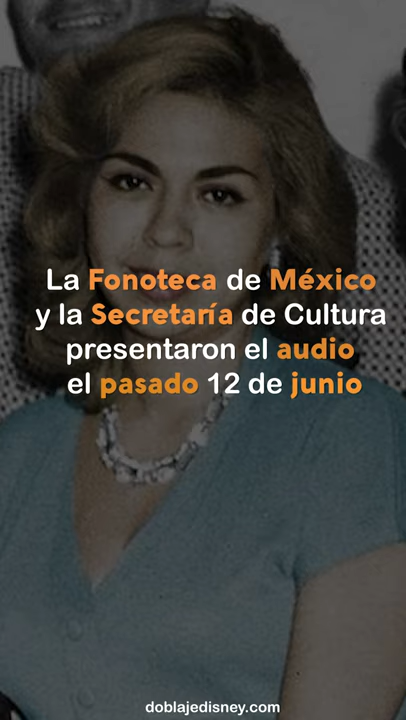 La Fonoteca de México
y la Secretaría de Cultura
presentaron el audio
el pasado 12 de junio
doblajedisney.com